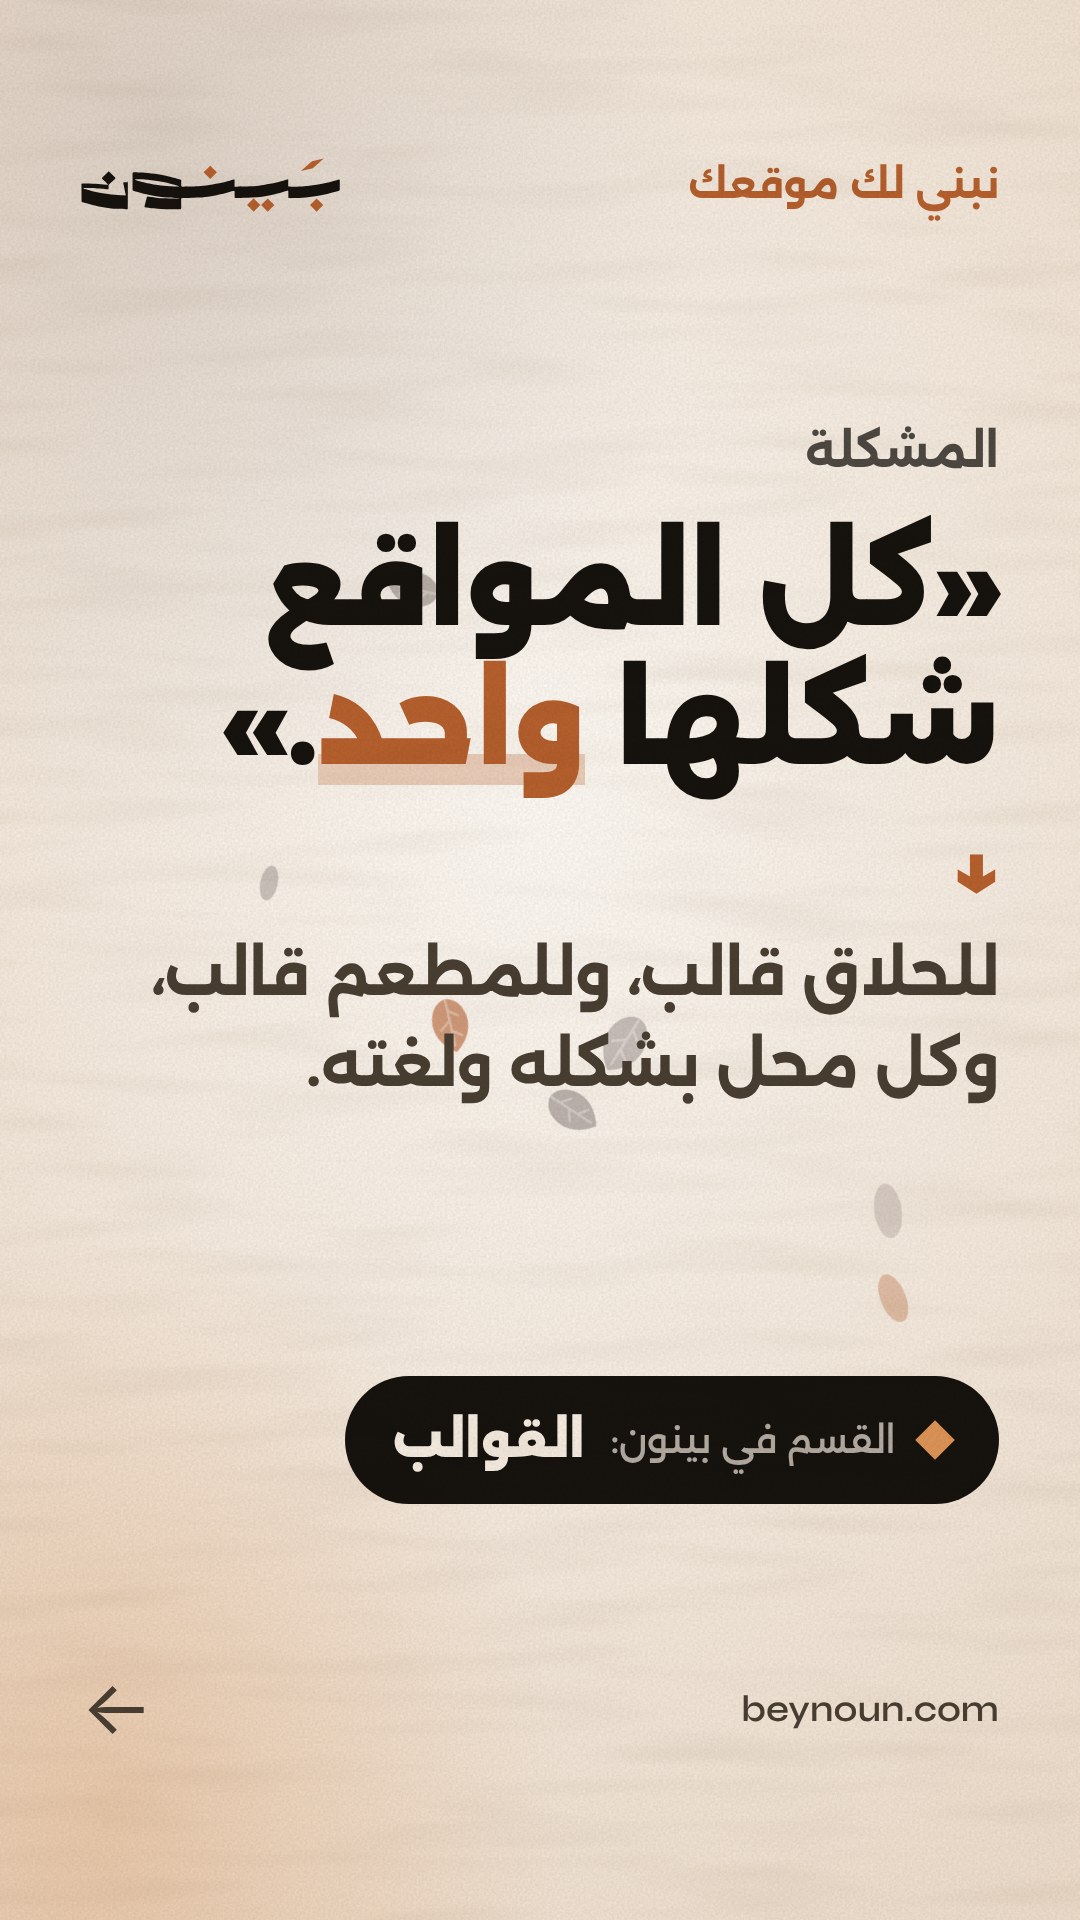 نبني لك موقعك
بَينون
المشكلة
«كل المواقع
شكلها واحد.»
للحلاق قالب، وللمطعم قالب،
وكل محل بشكله ولغته.
القسم في بينون: القوالب
beynoun.com